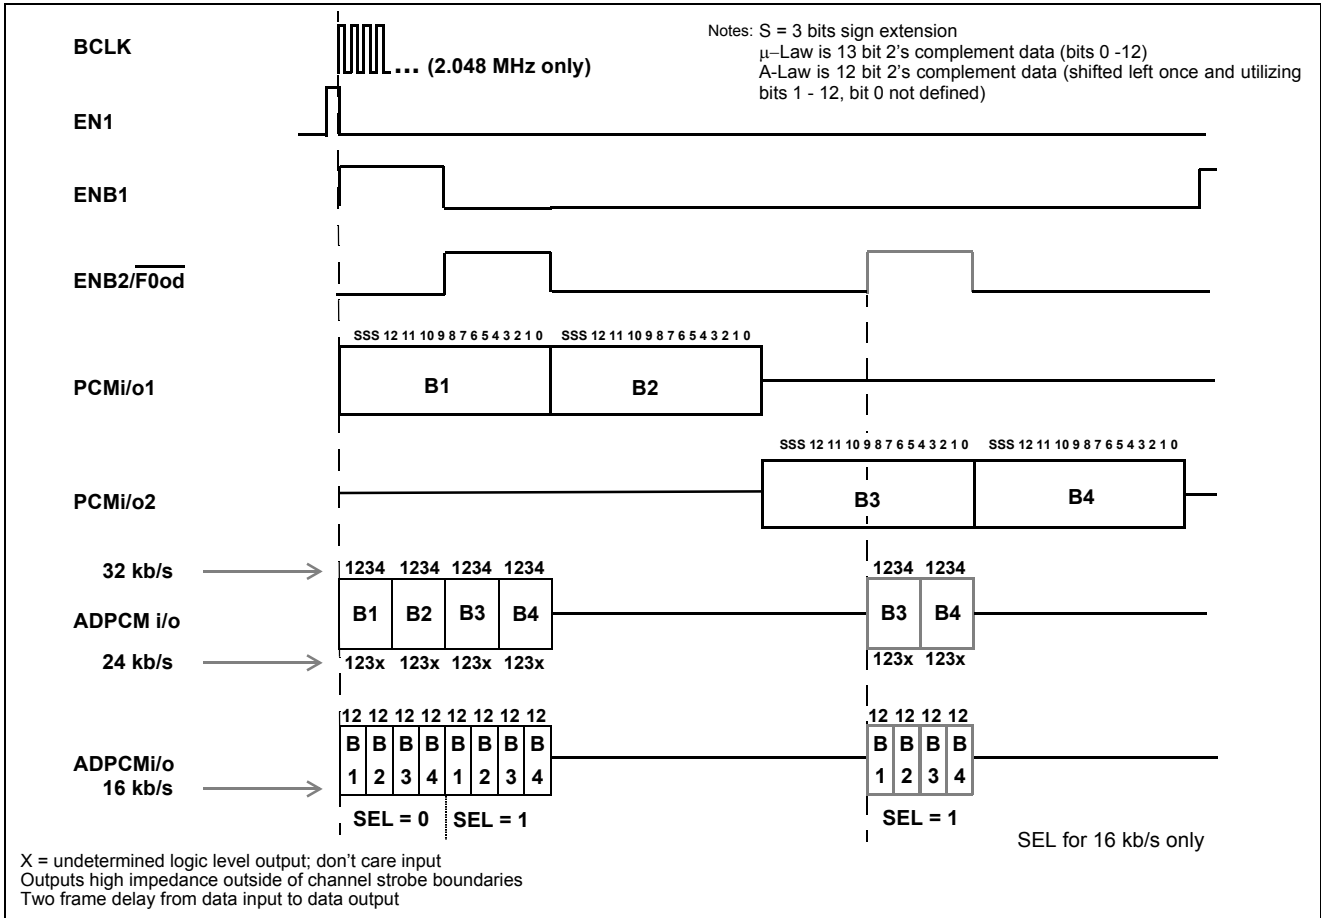 BCLK
... (2.048 MHz only)
Notes: S = 3 bits sign extension
μ–Law is 13 bit 2's complement data (bits 0 -12)
A-Law is 12 bit 2's complement data (shifted left once and utilizing
bits 1 - 12, bit 0 not defined)
EN1
ENB1
ENB2/F0od
SSS 12 11 10 9 8 7 6 5 4 3 2 1 0 SSS 12 11 10 9 8 7 6 5 4 3 2 1 0
PCMi/o1
B1 B2
SSS 12 11 10 9 8 7 6 5 4 3 2 1 0 SSS 12 11 10 9 8 7 6 5 4 3 2 1 0
PCMi/o2
B3 B4
32 kb/s
1234 1234 1234 1234 1234 1234
ADPCM i/o
B1 B2 B3 B4 B3 B4
24 kb/s
123x 123x 123x 123x 123x 123x
12 12 12 12 12 12 12 12 12 12 12 12
B B B B B B B B B B B B
ADPCMi/o
1 2 3 4 1 2 3 4 1 2 3 4
16 kb/s
SEL = 0 SEL = 1 SEL = 1
SEL for 16 kb/s only
X = undetermined logic level output; don't care input
Outputs high impedance outside of channel strobe boundaries
Two frame delay from data input to data output